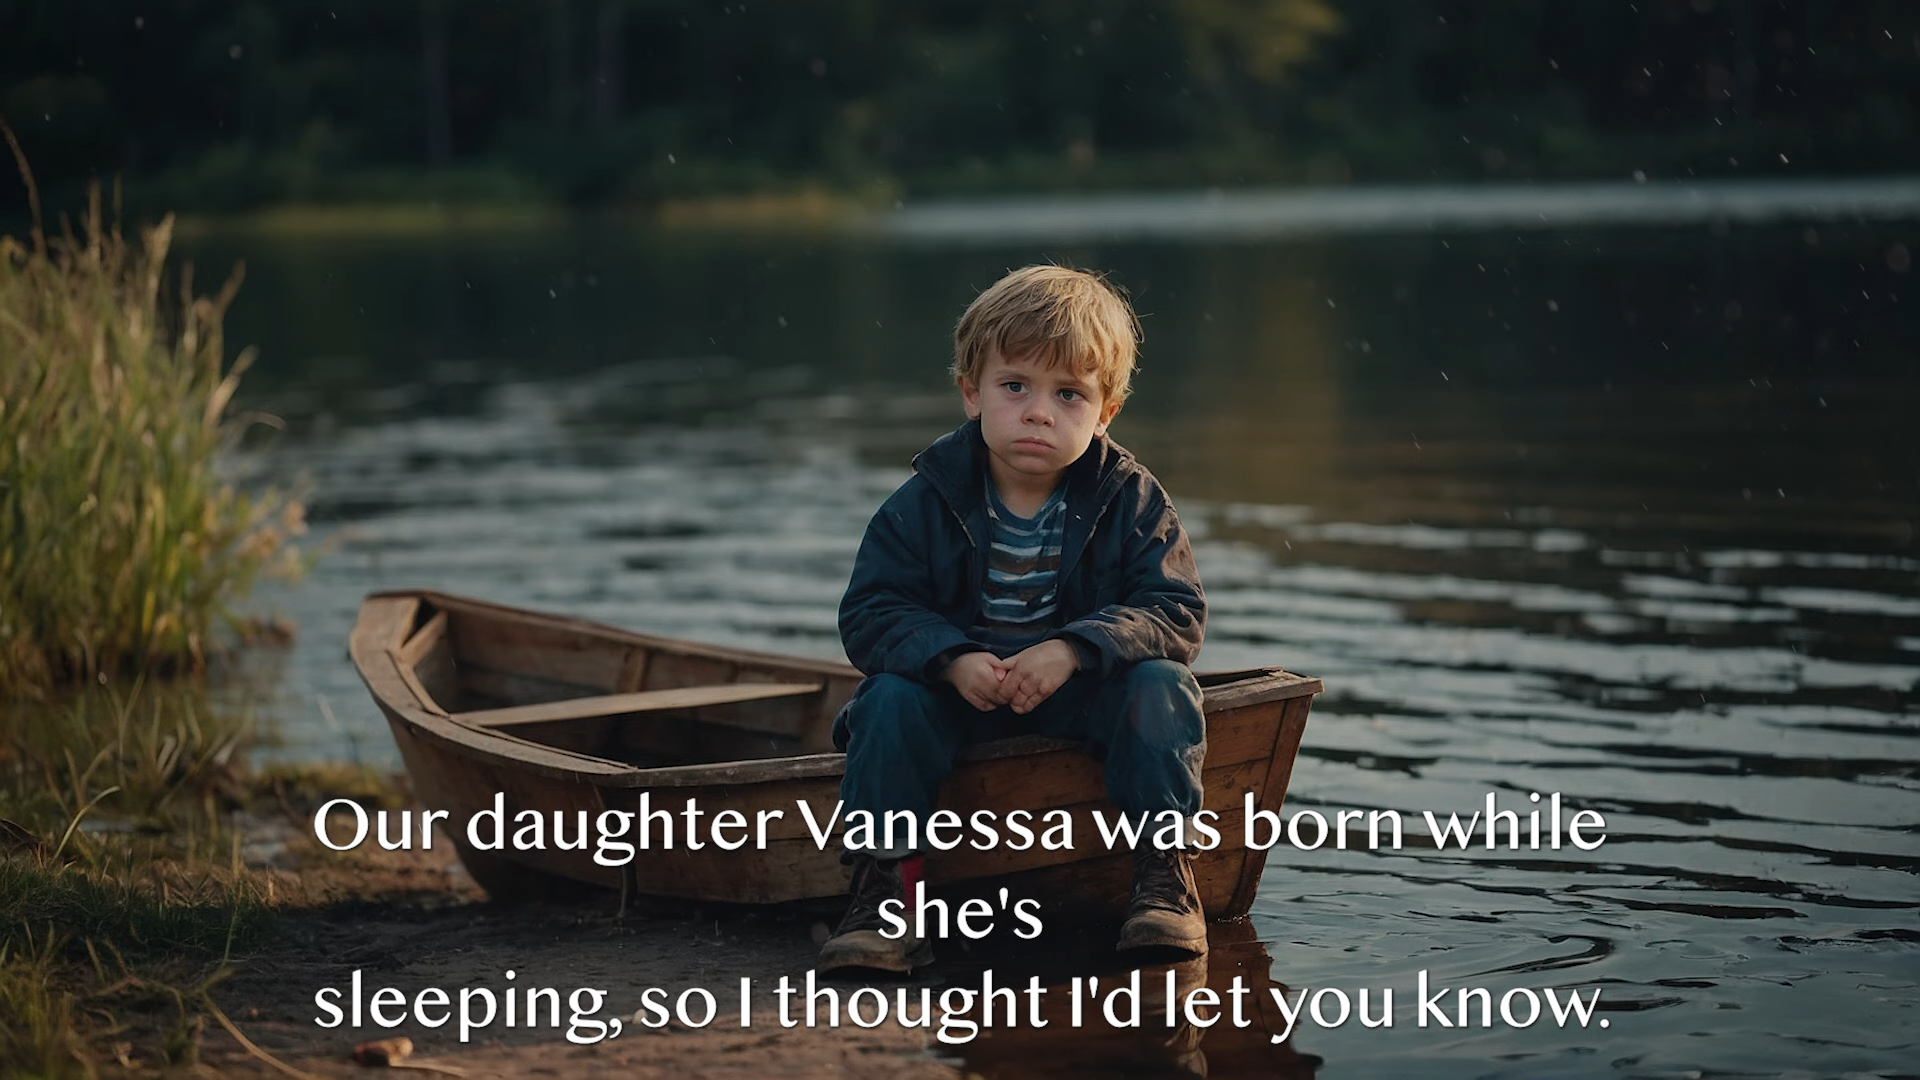 Our daughter Vanessa was born while
she's
sleeping, so I thought I'd let you know.